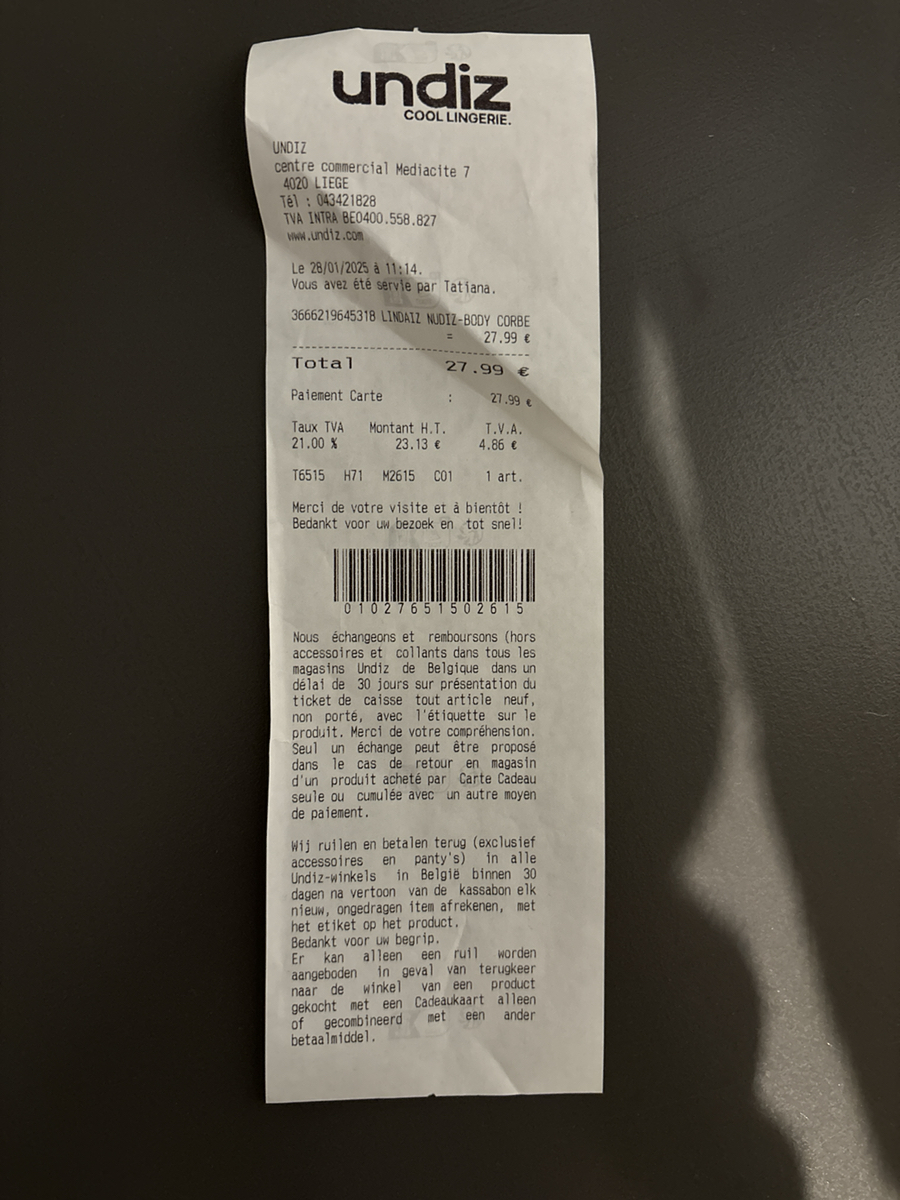 undiz
COOL LINGERIE.
UNDIZ
centre commercial Mediacite 7
4020 LIEGE
Tél : 043421828
TVA INTRA BE0400.558.827
www.undiz.com
Le 28/01/2025 à 11:14.
Vous avez été servie par Tatiana.
3666219645318 LINDAIZ NUDIZ-BODY CORBE
= 27.99 €
Total 27.99 €
Paiement Carte : 27.99 €
Taux TVA Montant H.T. T.V.A.
21.00 % 23.13 € 4.86 €
T6515 H71 M2615 C01 1 art.
Merci de votre visite et à bientôt !
Bedankt voor uw bezoek en tot snel!
01027651502615
Nous échangeons et remboursons (hors
accessoires et collants dans tous les
magasins Undiz de Belgique dans un
délai de 30 jours sur présentation du
ticket de caisse tout article neuf,
non porté, avec l'étiquette sur le
produit. Merci de votre compréhension.
Seul un échange peut être proposé
dans le cas de retour en magasin
d'un produit acheté par Carte Cadeau
seule ou cumulée avec un autre moyen
de paiement.
Wij ruilen en betalen terug (exclusief
accessoires en panty's) in alle
Undiz-winkels in België binnen 30
dagen na vertoon van de kassabon elk
nieuw, ongedragen item afrekenen, met
het etiket op het product.
Bedankt voor uw begrip.
Er kan alleen een ruil worden
aangeboden in geval van terugkeer
naar de winkel van een product
gekocht met een Cadeaukaart alleen
of gecombineerd met een ander
betaalmiddel.